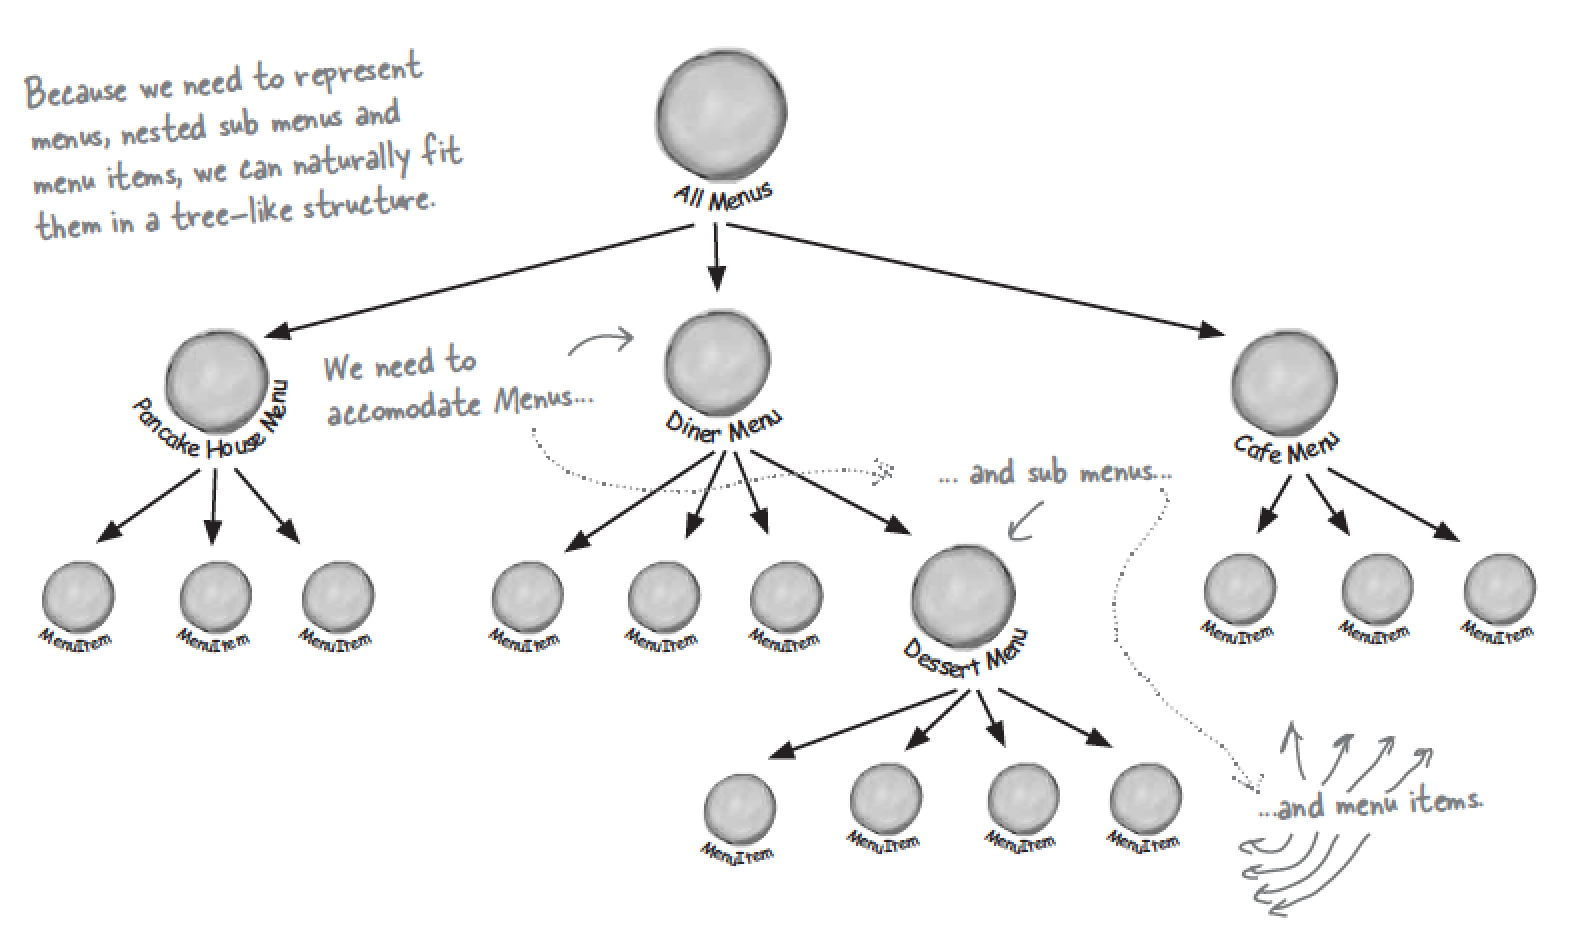 Because we need to represent
menus, nested sub menus and
menu items, we can naturally fit
them in a tree-like structure.
All Menus
Pancake House Menu
We need to
accomodate Menus...
Diner Menu
... and sub menus...
Cafe Menu
MenuItem
MenuItem
MenuItem
MenuItem
MenuItem
MenuItem
Dessert Menu
MenuItem
MenuItem
MenuItem
MenuItem
MenuItem
MenuItem
MenuItem
...and menu items.